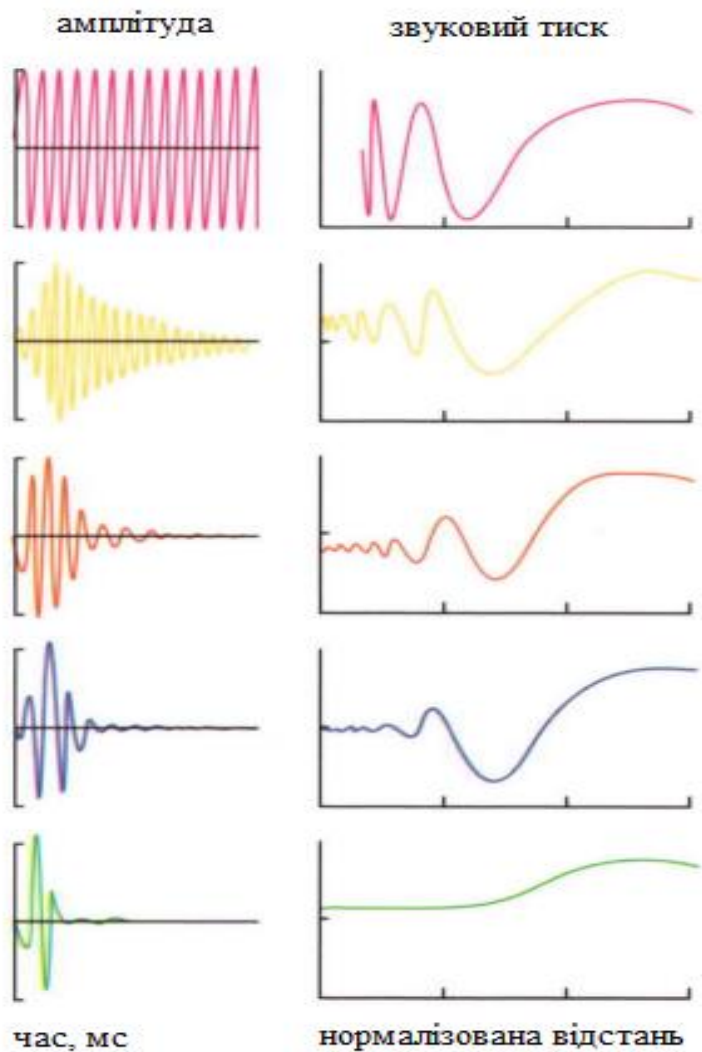 амплітуда
звуковий тиск
час, мс
нормалізована відстань